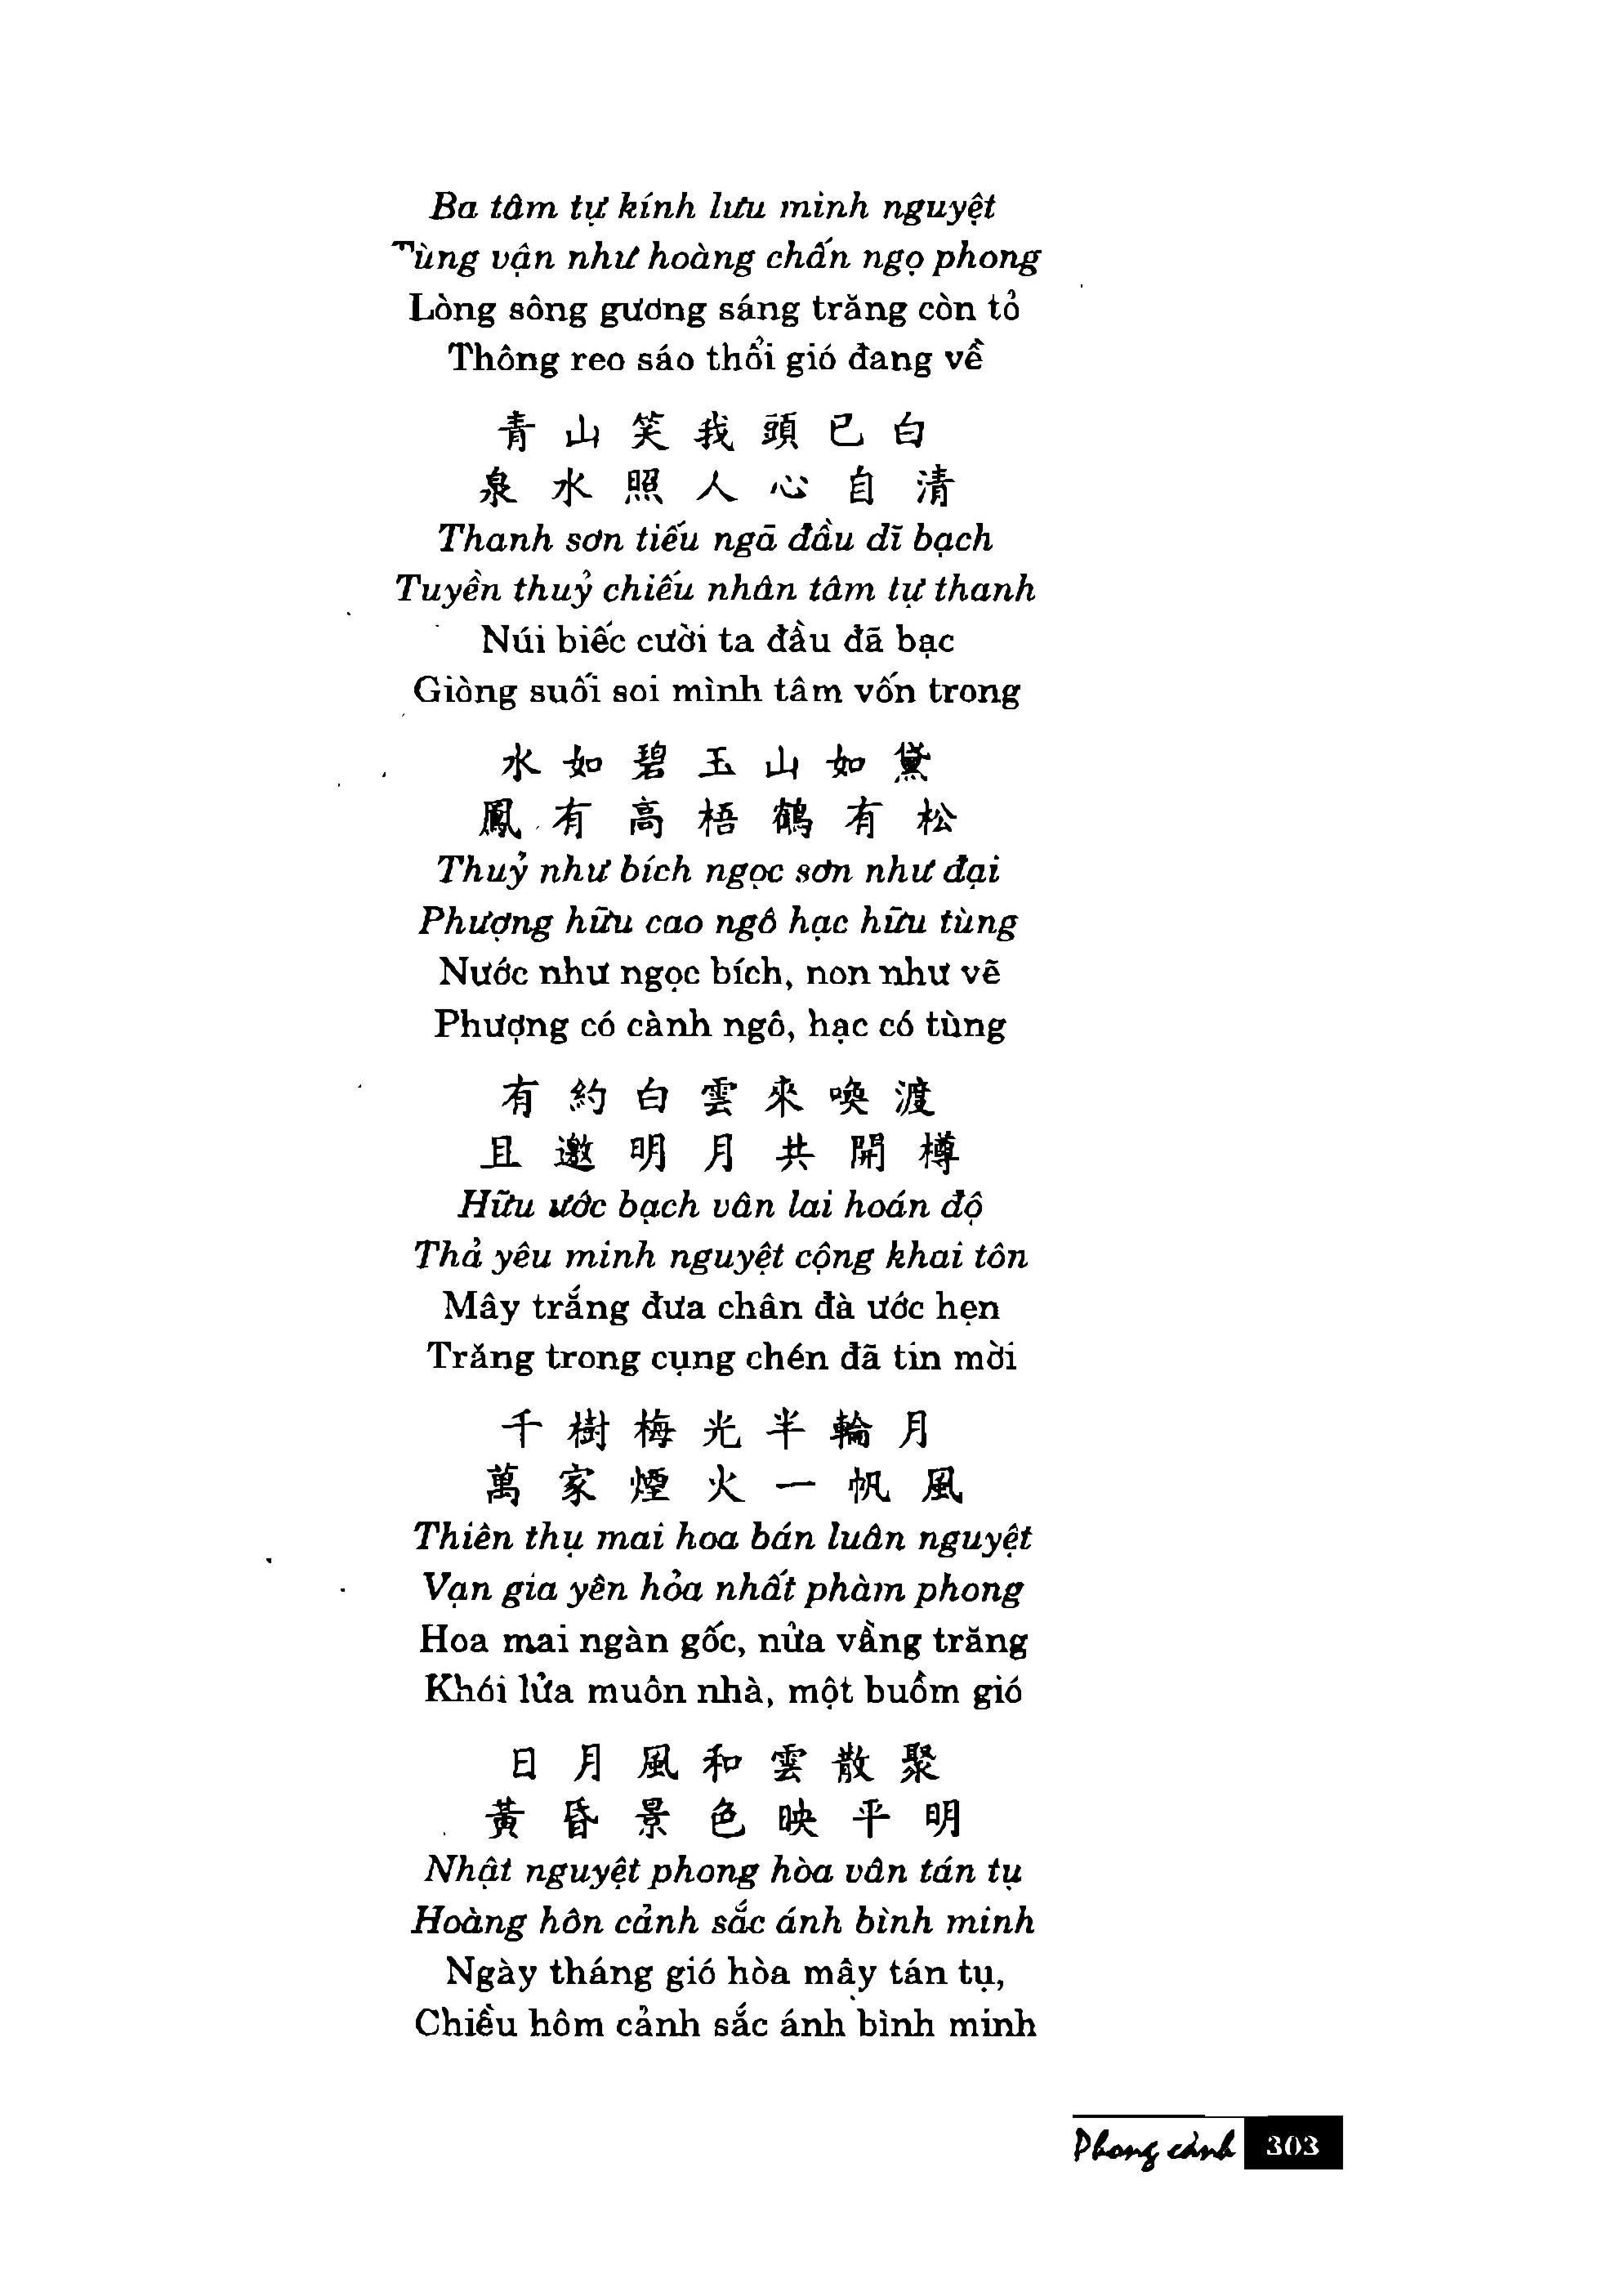 Ba tâm tự kính lưu minh nguyệt
Tùng vận như hoàng chấn ngọ phong
Lòng sông gương sáng trăng còn tỏ
Thông reo sáo thổi gió đang về
青山笑我頭已白
泉水照人心自清
Thanh sơn tiếu ngã đầu dĩ bạch
Tuyền thuỷ chiếu nhân tâm tự thanh
Núi biếc cười ta đầu đã bạc
Giòng suối soi mình tâm vốn trong
水如碧玉山如黛
鳳有高梧鶴有松
Thuỷ như bích ngọc sơn như đại
Phượng hữu cao ngô hạc hữu tùng
Nước như ngọc bích, non như vẽ
Phượng có cành ngô, hạc có tùng
有約白雲來喚渡
且邀明月共開樽
Hữu ước bạch vân lai hoán độ
Thả yêu minh nguyệt cộng khai tôn
Mây trắng đưa chân đà ước hẹn
Trăng trong cụng chén đã tin mời
千樹梅光半輪月
萬家煙火一帆風
Thiên thụ mai hoa bán luân nguyệt
Vạn gia yên hỏa nhất phàm phong
Hoa mai ngàn gốc, nửa vầng trăng
Khói lửa muôn nhà, một buồm gió
日月風和雲散聚
黃昏景色映平明
Nhật nguyệt phong hòa vân tán tụ
Hoàng hôn cảnh sắc ánh bình minh
Ngày tháng gió hòa mây tán tụ,
Chiều hôm cảnh sắc ánh bình minh
Phong cảnh 303